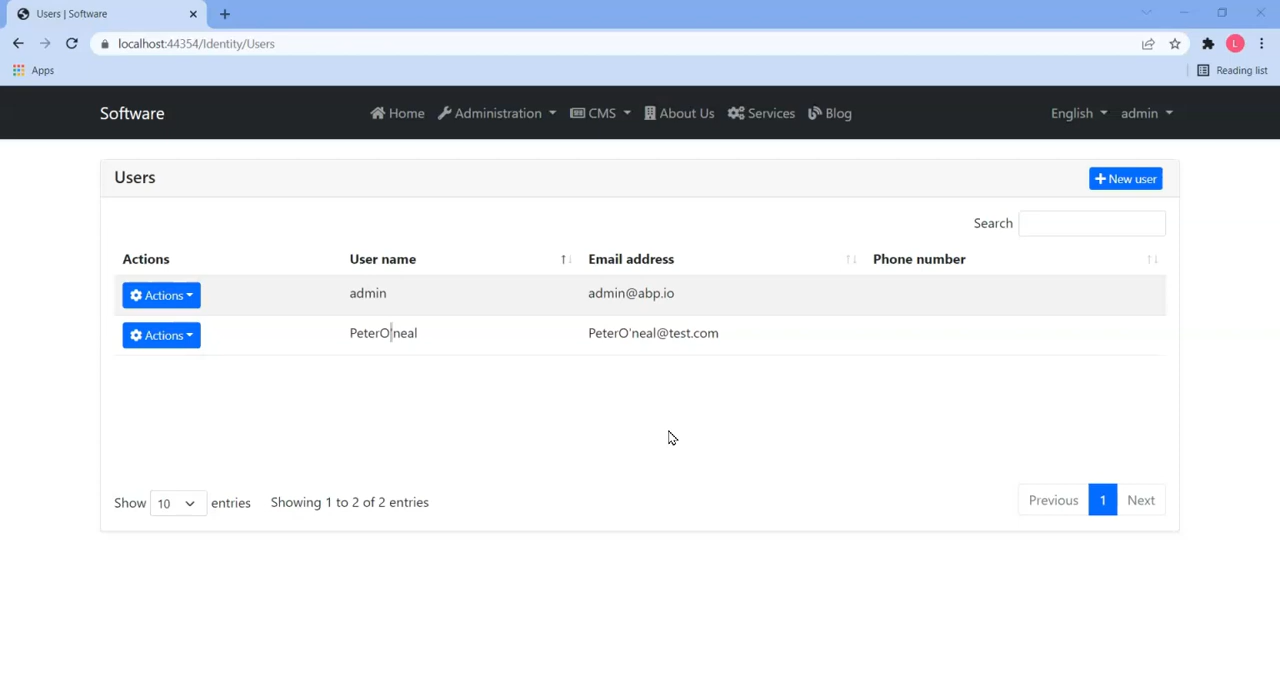 Users | Software
localhost:44354/Identity/Users
L
Apps
Reading list
Software Home Administration CMS About Us Services Blog English admin
Users
New user
Search
Actions User name Email address Phone number
Actions admin admin@abp.io
Actions PeterO'neal PeterO'neal@test.com
Show 10 entries Showing 1 to 2 of 2 entries Previous 1 Next